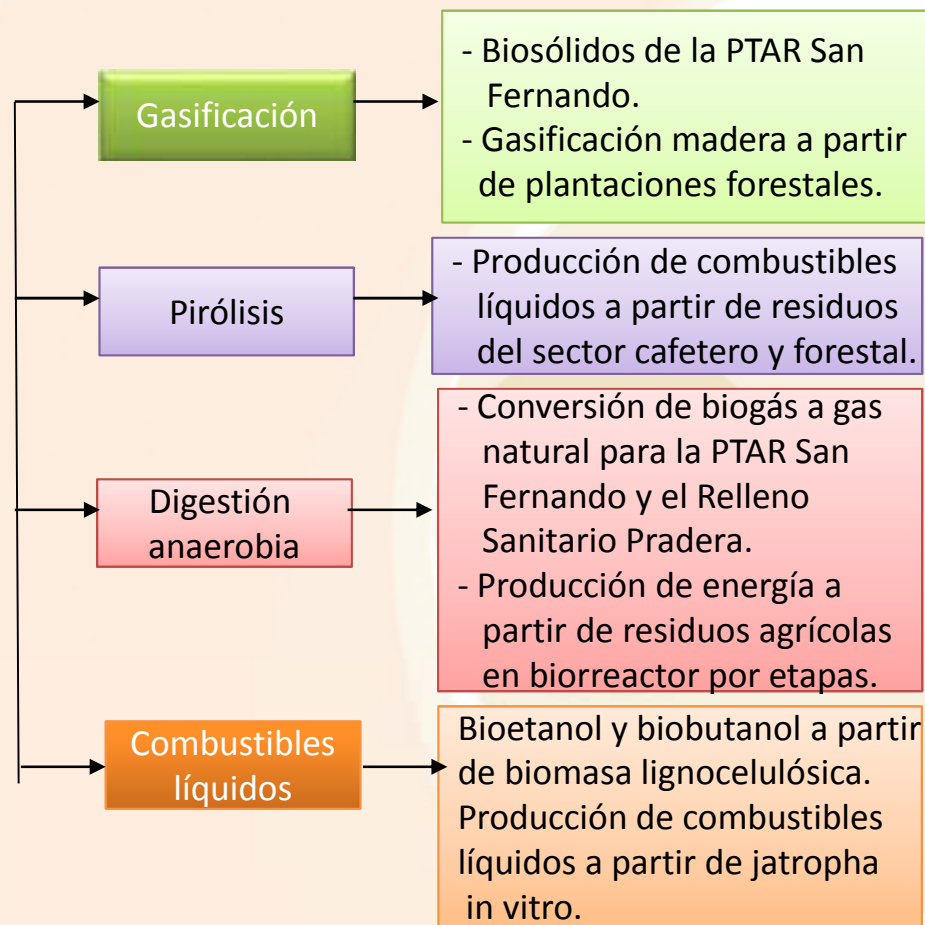 Gasificación
- Biosólidos de la PTAR San
Fernando.
- Gasificación madera a partir
de plantaciones forestales.
Pirólisis
- Producción de combustibles
líquidos a partir de residuos
del sector cafetero y forestal.
Digestión
anaerobia
- Conversión de biogás a gas
natural para la PTAR San
Fernando y el Relleno
Sanitario Pradera.
- Producción de energía a
partir de residuos agrícolas
en biorreactor por etapas.
Combustibles
líquidos
Bioetanol y biobutanol a partir
de biomasa lignocelulósica.
Producción de combustibles
líquidos a partir de jatropha
in vitro.